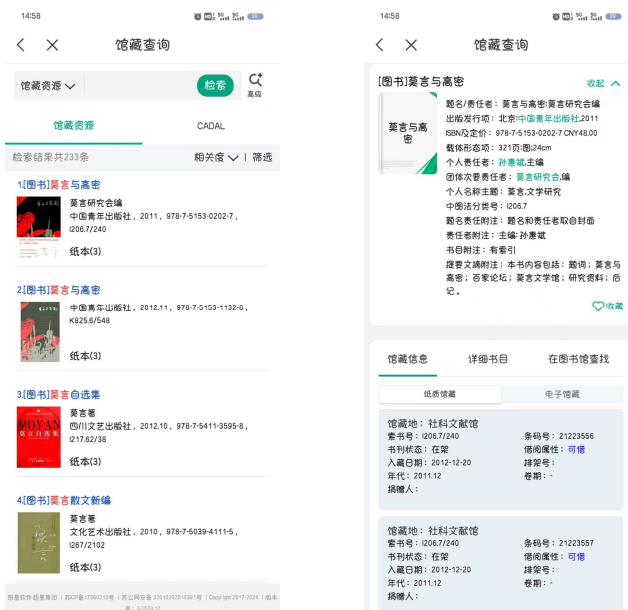 14:58
馆藏查询
馆藏资源
检索
高级
馆藏资源
CADAL
检索结果共233条
相关度
筛选
1.[图书]莫言与高密
莫言研究会编
中国青年出版社，2011，978-7-5153-0202-7，
I206.7/240
纸本(3)
2.[图书]莫言与高密
中国青年出版社，2012.11，978-7-5153-1132-6，
K825.6/548
纸本(3)
3.[图书]莫言自选集
MOYAN
莫言自选集
莫言著
四川文艺出版社，2012.10，978-7-5411-3595-8，
I217.62/38
纸本(3)
4.[图书]莫言散文新编
莫言著
文化艺术出版社，2010，978-7-5039-4111-5，
I267/2102
纸本(3)
14:58
馆藏查询
[图书]莫言与高密
收起
莫言与高
密
题名/责任者：莫言与高密:莫言研究会编
出版发行项：北京:中国青年出版社,2011
ISBN及定价：978-7-5153-0202-7 CNY48.00
载体形态项：321页:图;24cm
个人责任者：孙惠斌,主编
团体次要责任者：莫言研究会,编
个人名称主题：莫言,文学研究
中图法分类号：I206.7
题名责任附注：题名和责任者取自封面
责任者附注：主编:孙惠斌
书目附注：有索引
提要文摘附注：本书内容包括：题词；莫言与
高密；百家论坛；莫言文学馆；研究资料；后
记。
收藏
馆藏信息
详细书目
在图书馆查找
纸质馆藏
电子馆藏
馆藏地：社科文献馆
索书号：I206.7/240
条码号：21223556
书刊状态：在架
借阅属性：可借
入藏日期：2012-12-20
排架号：
年代：2011.12
卷期：-
捐赠人：
馆藏地：社科文献馆
索书号：I206.7/240
条码号：21223557
书刊状态：在架
借阅属性：可借
入藏日期：2012-12-20
排架号：
年代：2011.12
卷期：-
捐赠人：